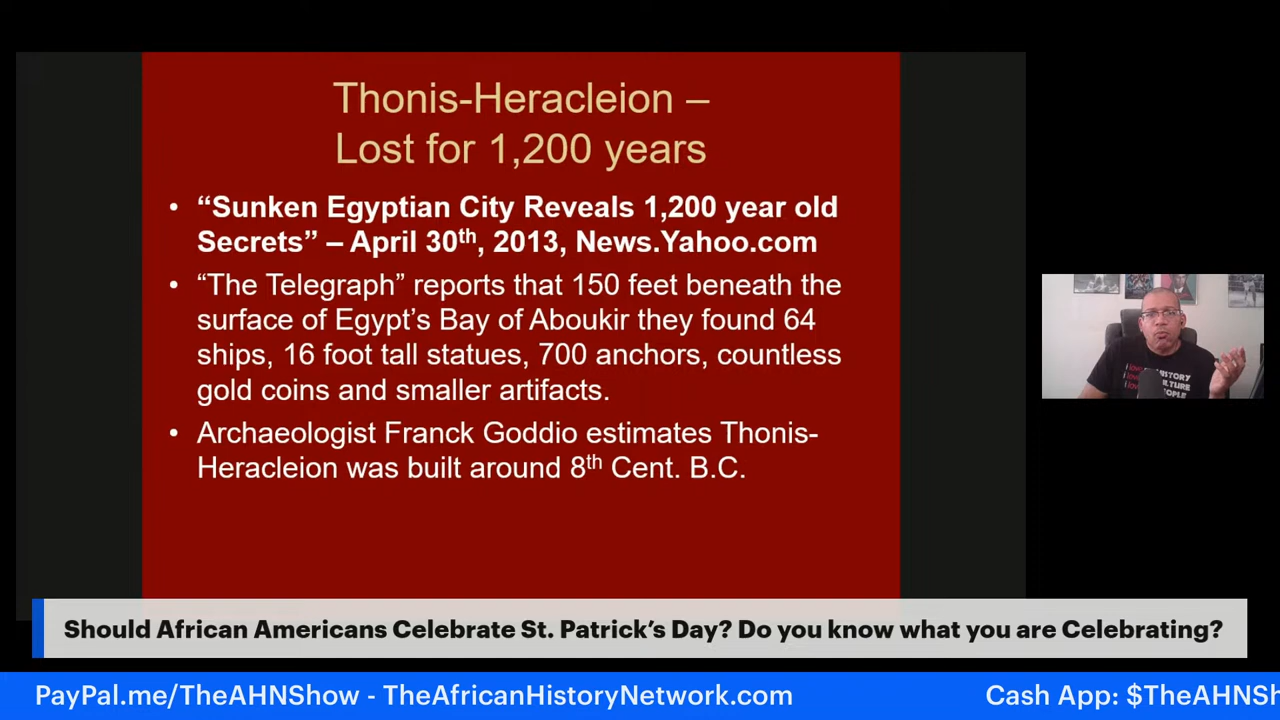 Thonis-Heracleion –
Lost for 1,200 years
• “Sunken Egyptian City Reveals 1,200 year old
Secrets” – April 30th, 2013, News.Yahoo.com
• “The Telegraph” reports that 150 feet beneath the
surface of Egypt’s Bay of Aboukir they found 64
ships, 16 foot tall statues, 700 anchors, countless
gold coins and smaller artifacts.
• Archaeologist Franck Goddio estimates Thonis-
Heracleion was built around 8th Cent. B.C.
Should African Americans Celebrate St. Patrick’s Day? Do you know what you are Celebrating?
PayPal.me/TheAHNShow - TheAfricanHistoryNetwork.com
Cash App: $TheAHNSh